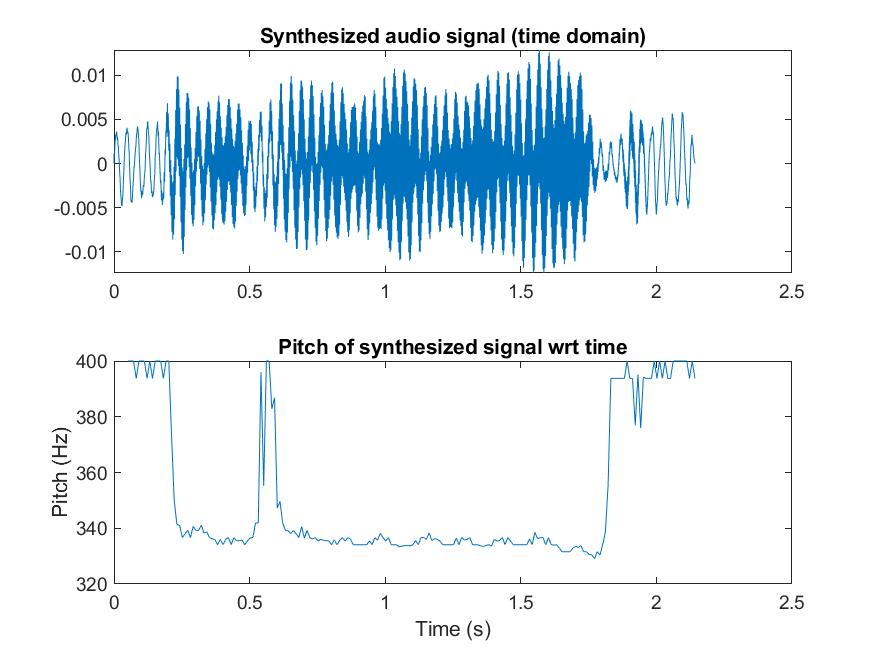 Synthesized audio signal (time domain)
0.01
0.005
0
-0.005
-0.01
0 0.5 1 1.5 2 2.5
Pitch of synthesized signal wrt time
400
380
360
340
320
Pitch (Hz)
0 0.5 1 1.5 2 2.5
Time (s)